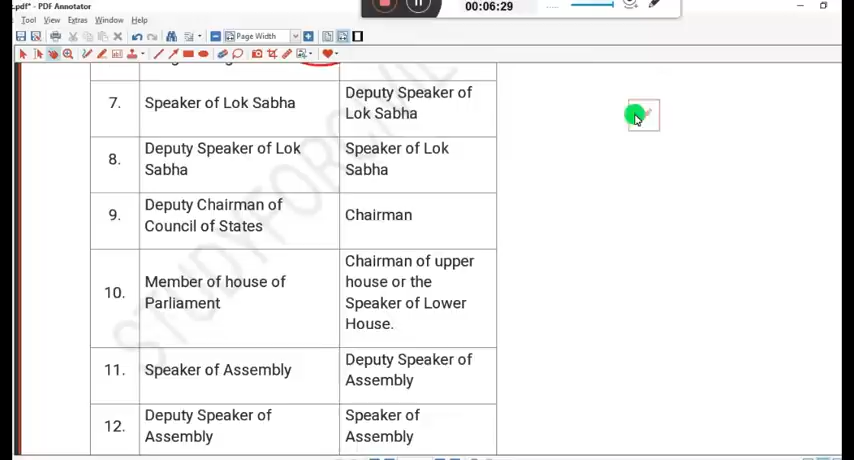 .pdf* - PDF Annotator
Tool View Extras Window Help
Page Width
00:06:29
7. Speaker of Lok Sabha Deputy Speaker of
Lok Sabha
8. Deputy Speaker of Lok
Sabha Speaker of Lok
Sabha
9. Deputy Chairman of
Council of States Chairman
10. Member of house of
Parliament Chairman of upper
house or the
Speaker of Lower
House.
11. Speaker of Assembly Deputy Speaker of
Assembly
12. Deputy Speaker of
Assembly Speaker of
Assembly